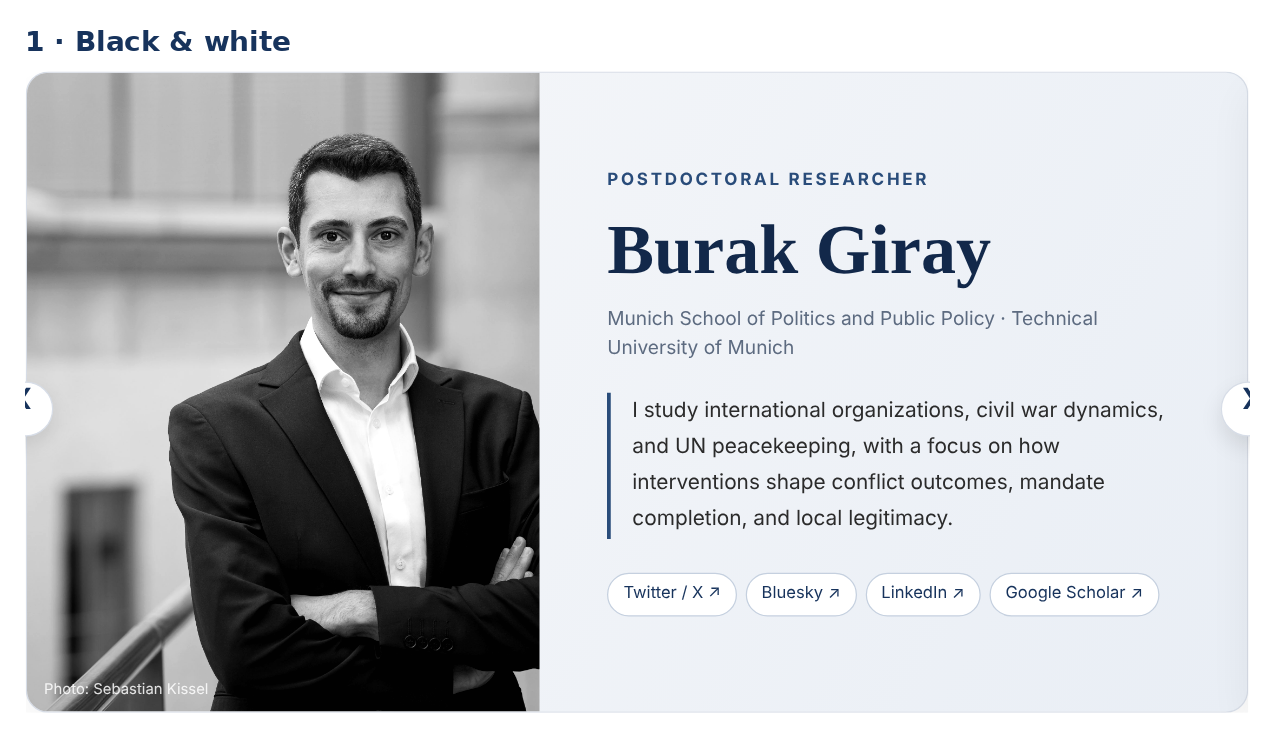 1 · Black & white
POSTDOCTORAL RESEARCHER
Burak Giray
Munich School of Politics and Public Policy · Technical
University of Munich
I study international organizations, civil war dynamics,
and UN peacekeeping, with a focus on how
interventions shape conflict outcomes, mandate
completion, and local legitimacy.
Twitter / X ↗ Bluesky ↗ LinkedIn ↗ Google Scholar ↗
Photo: Sebastian Kissel